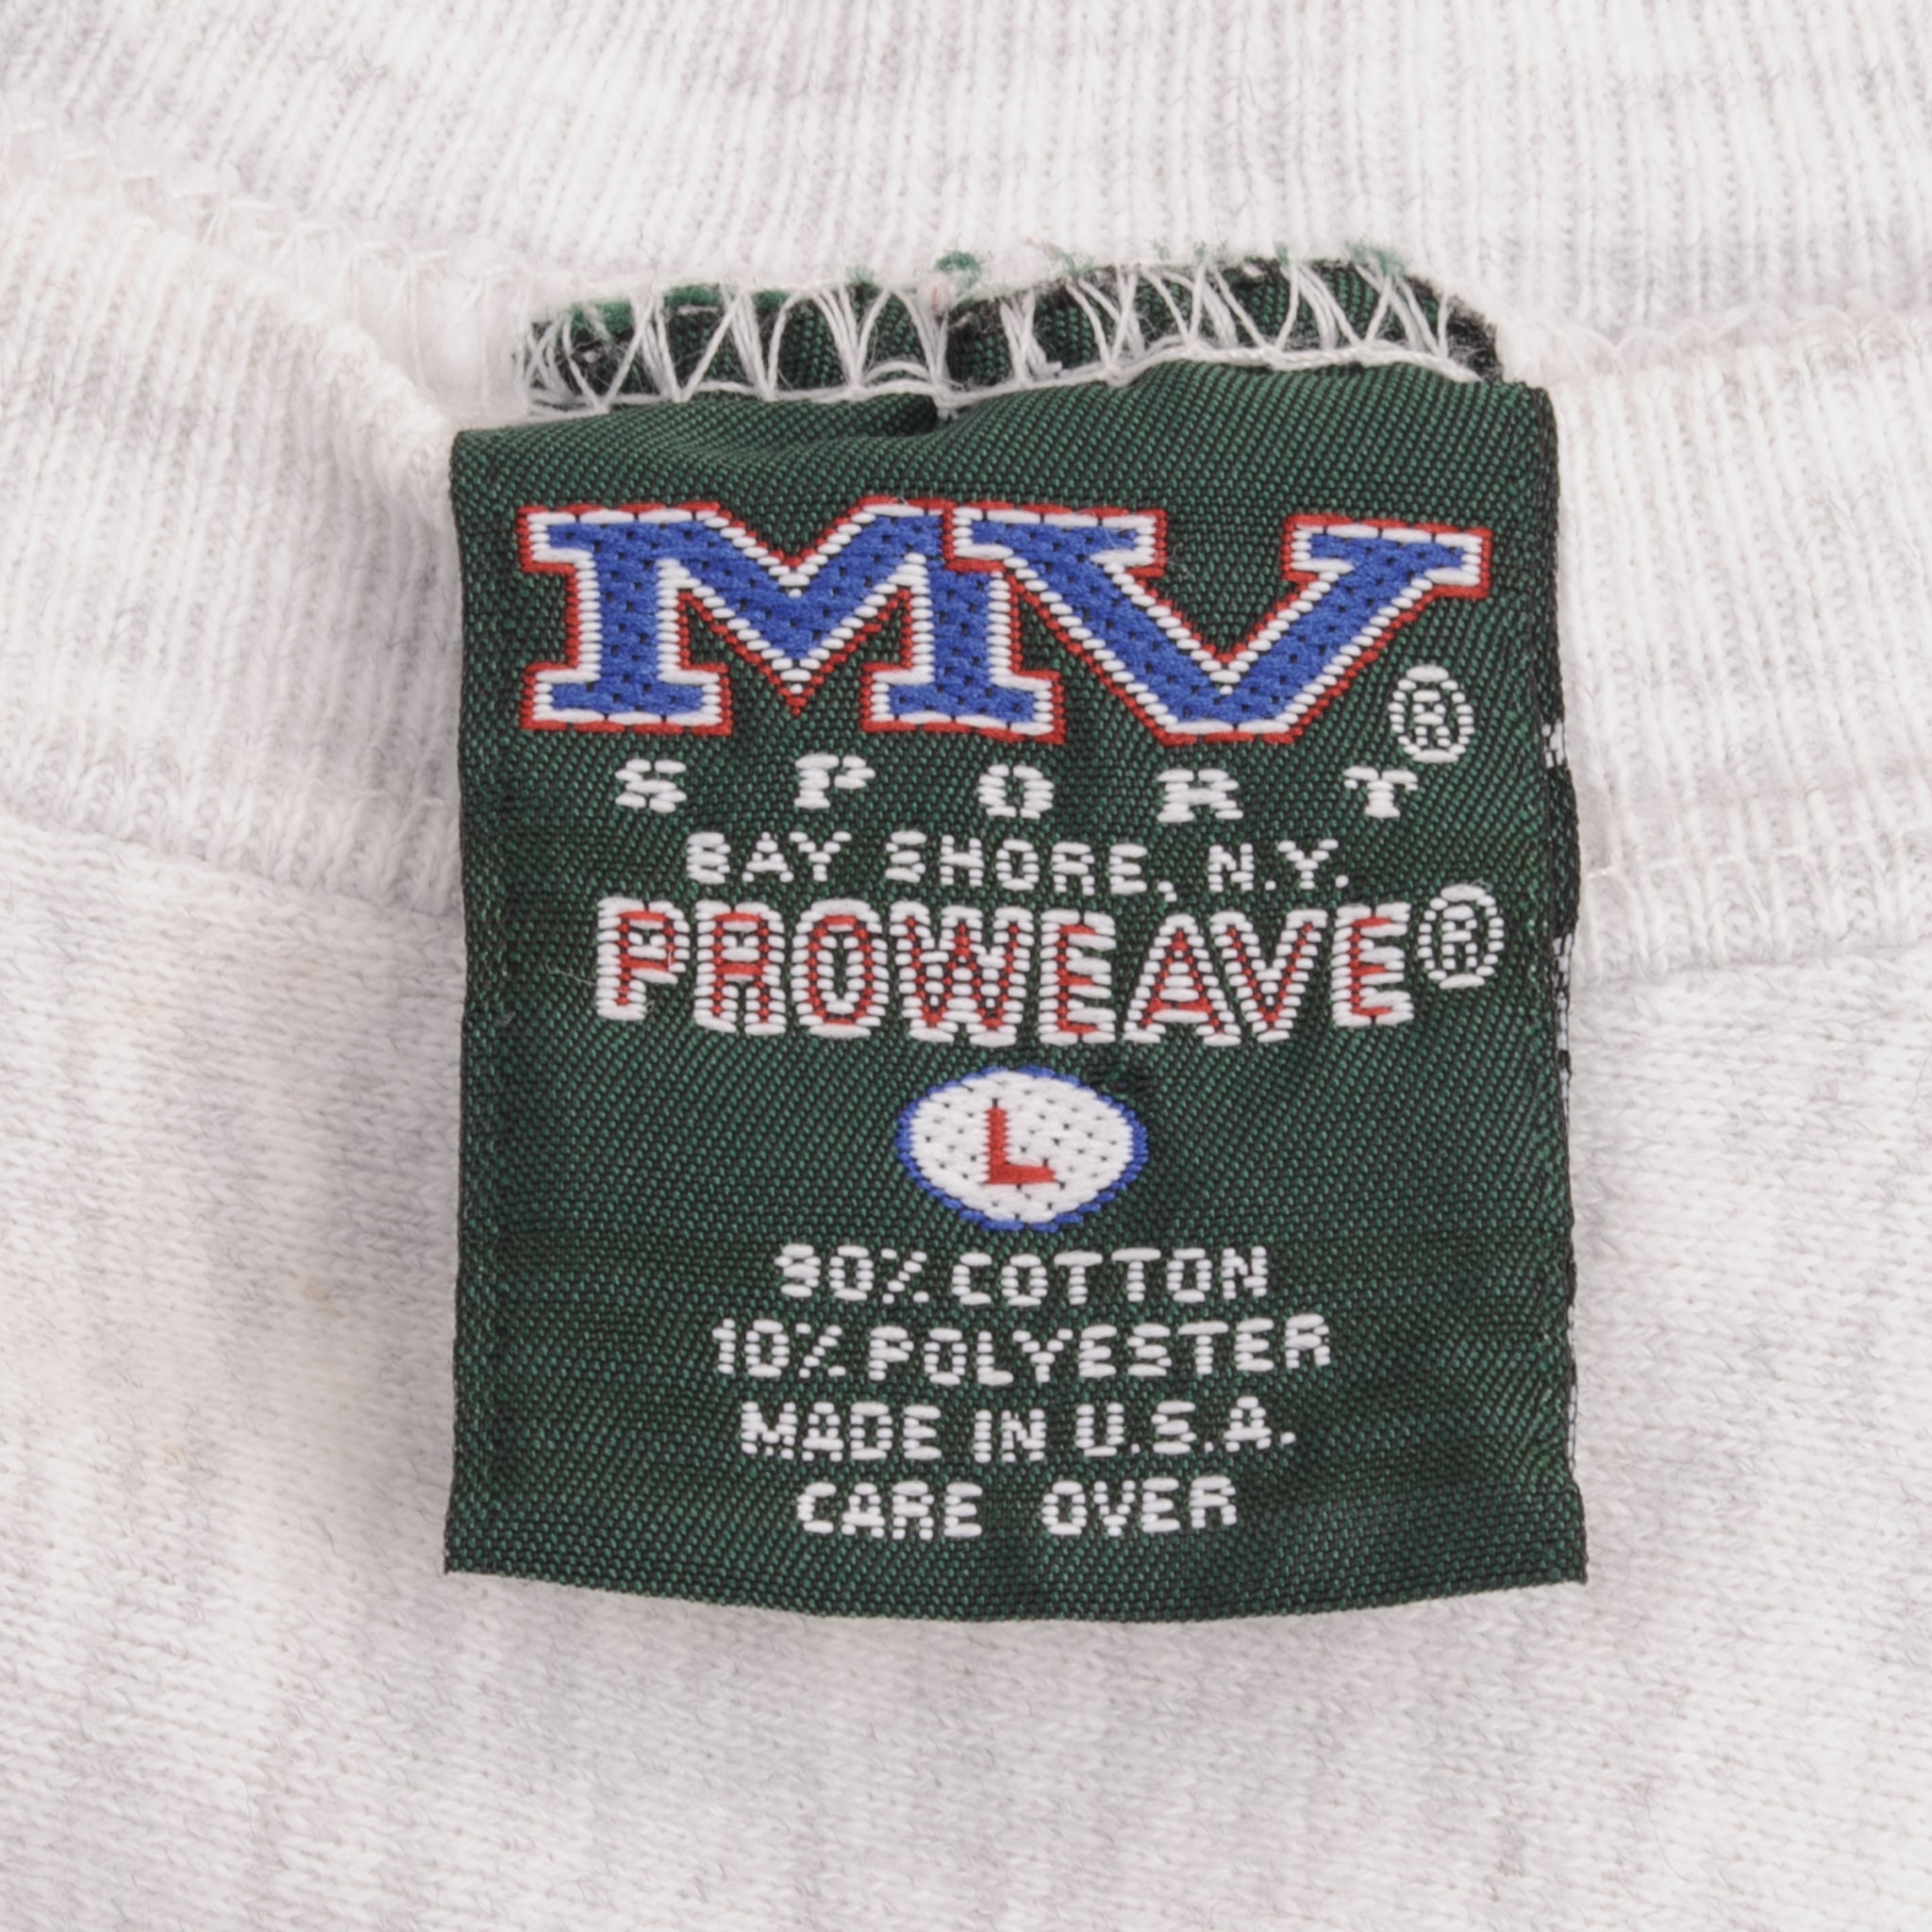 MV®
SPORT
BAY SHORE, N.Y.
PROWEAVE®
L
90% COTTON
10% POLYESTER
MADE IN U.S.A.
CARE OVER